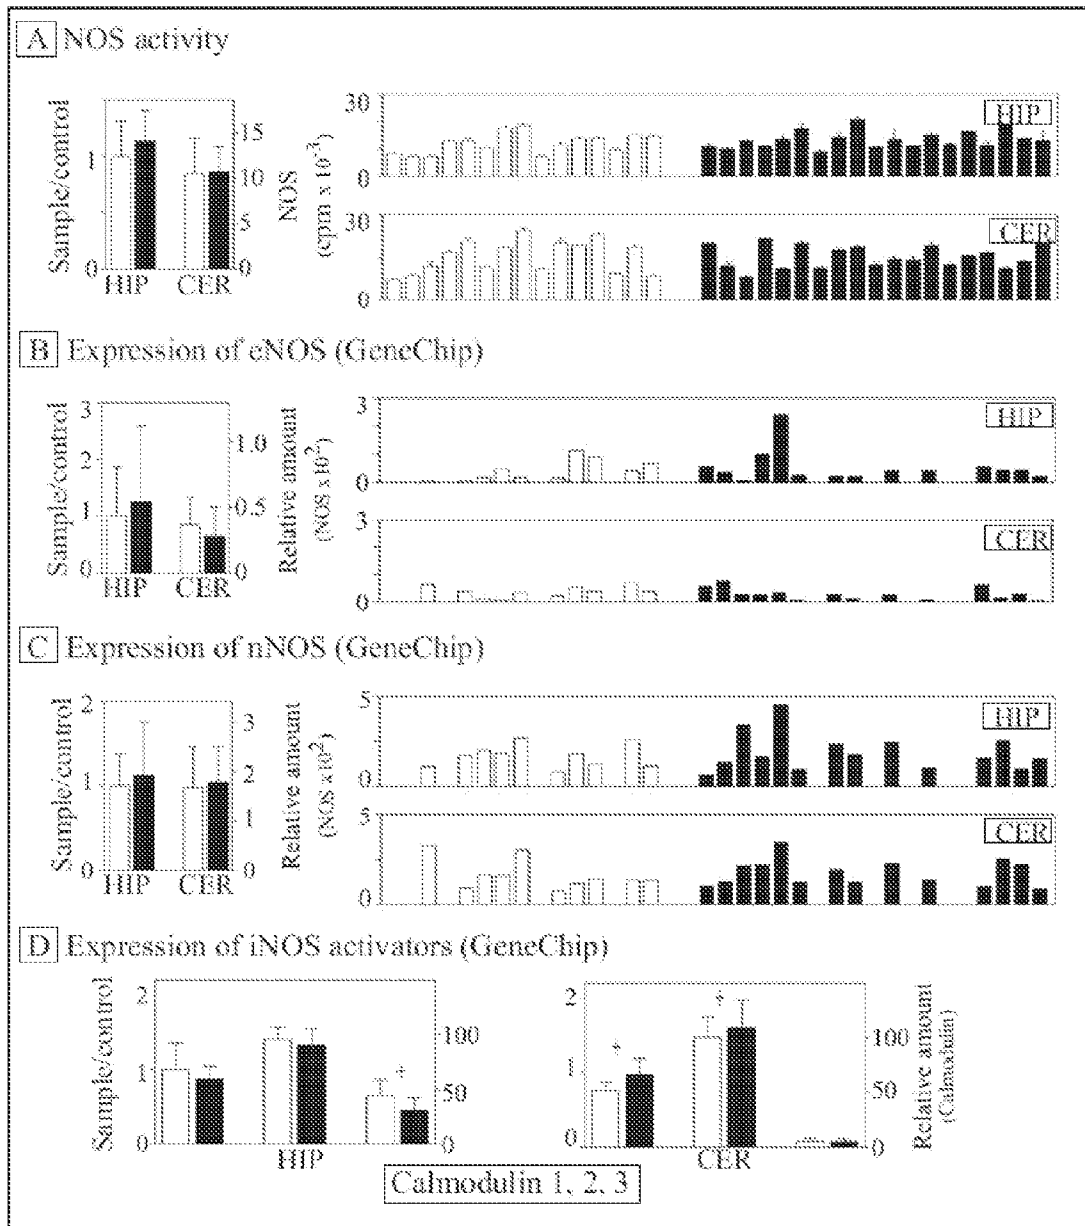 A NOS activity
Sample/control
1
0
HIP CER
15
10
5
0
NOS
(cpm x 10⁻³)
30
0
HIP
30
0
CER
B Expression of eNOS (GeneChip)
Sample/control
3
2
1
0
HIP CER
1.0
0.5
0
Relative amount
(NOS x10²)
3
0
HIP
3
0
CER
C Expression of nNOS (GeneChip)
Sample/control
2
1
0
HIP CER
3
2
1
0
Relative amount
(NOS x10²)
5
0
HIP
5
0
CER
D Expression of iNOS activators (GeneChip)
Sample/control
2
1
0
HIP
100
50
0
2
1
0
CER
100
50
0
Relative amount
(Calmodulin)
Calmodulin 1, 2, 3